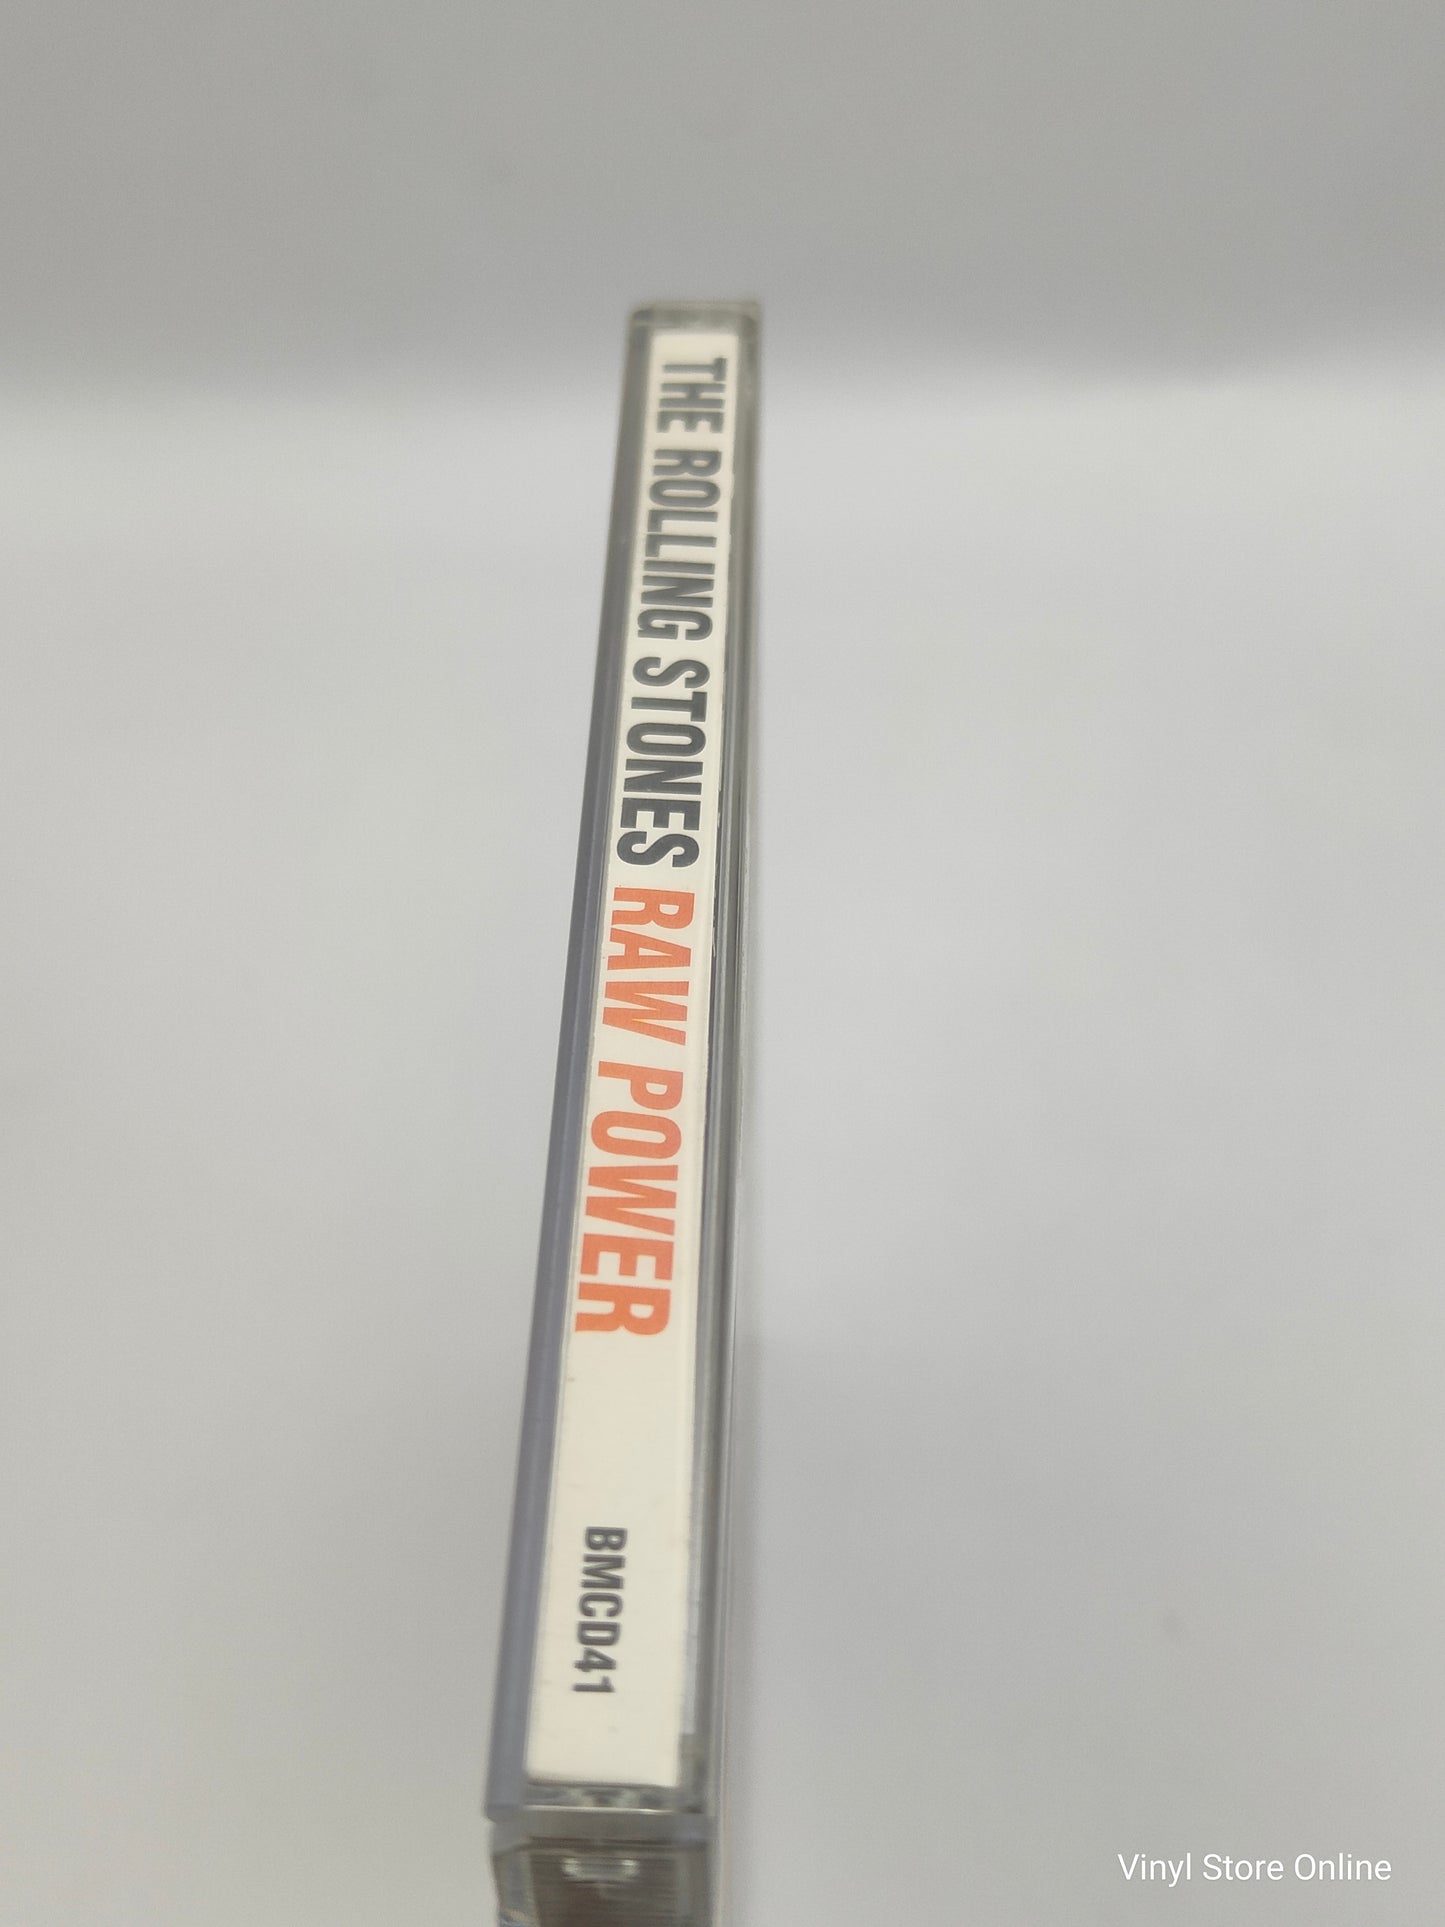 THE ROLLING STONES RAW POWER BMCD41
Vinyl Store Online